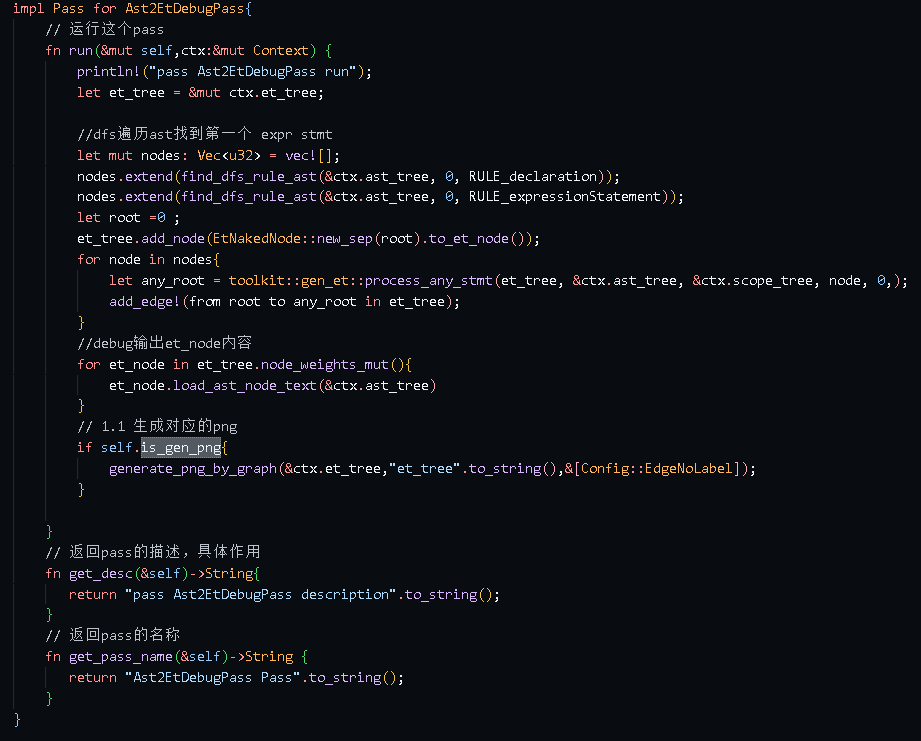 impl Pass for Ast2EtDebugPass{
// 运行这个pass
fn run(&mut self,ctx:&mut Context) {
println!("pass Ast2EtDebugPass run");
let et_tree = &mut ctx.et_tree;
//dfs遍历ast找到第一个 expr stmt
let mut nodes: Vec<u32> = vec![];
nodes.extend(find_dfs_rule_ast(&ctx.ast_tree, 0, RULE_declaration));
nodes.extend(find_dfs_rule_ast(&ctx.ast_tree, 0, RULE_expressionStatement));
let root =0 ;
et_tree.add_node(EtNakedNode::new_sep(root).to_et_node());
for node in nodes{
let any_root = toolkit::gen_et::process_any_stmt(et_tree, &ctx.ast_tree, &ctx.scope_tree, node, 0,);
add_edge!(from root to any_root in et_tree);
}
//debug输出et_node内容
for et_node in et_tree.node_weights_mut(){
et_node.load_ast_node_text(&ctx.ast_tree)
}
// 1.1 生成对应的png
if self.is_gen_png{
generate_png_by_graph(&ctx.et_tree,"et_tree".to_string(),&[Config::EdgeNoLabel]);
}
}
// 返回pass的描述，具体作用
fn get_desc(&self)->String{
return "pass Ast2EtDebugPass description".to_string();
}
// 返回pass的名称
fn get_pass_name(&self)->String {
return "Ast2EtDebugPass Pass".to_string();
}
}